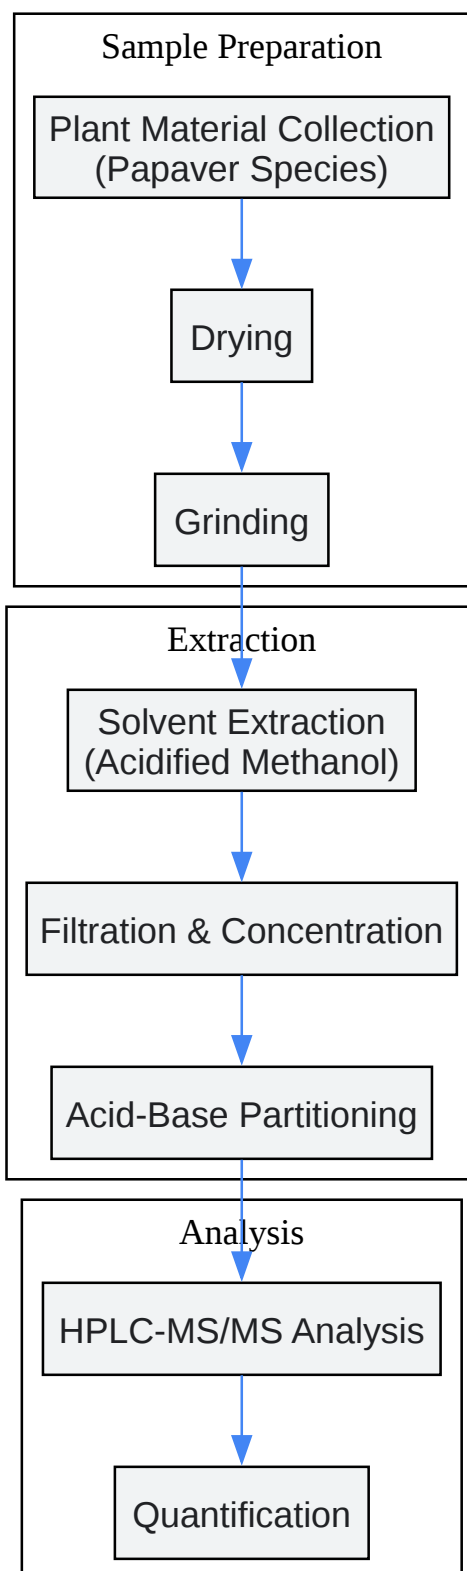 Sample Preparation
Plant Material Collection
(Papaver Species)
Drying
Grinding
Extraction
Solvent Extraction
(Acidified Methanol)
Filtration & Concentration
Acid-Base Partitioning
Analysis
HPLC-MS/MS Analysis
Quantification